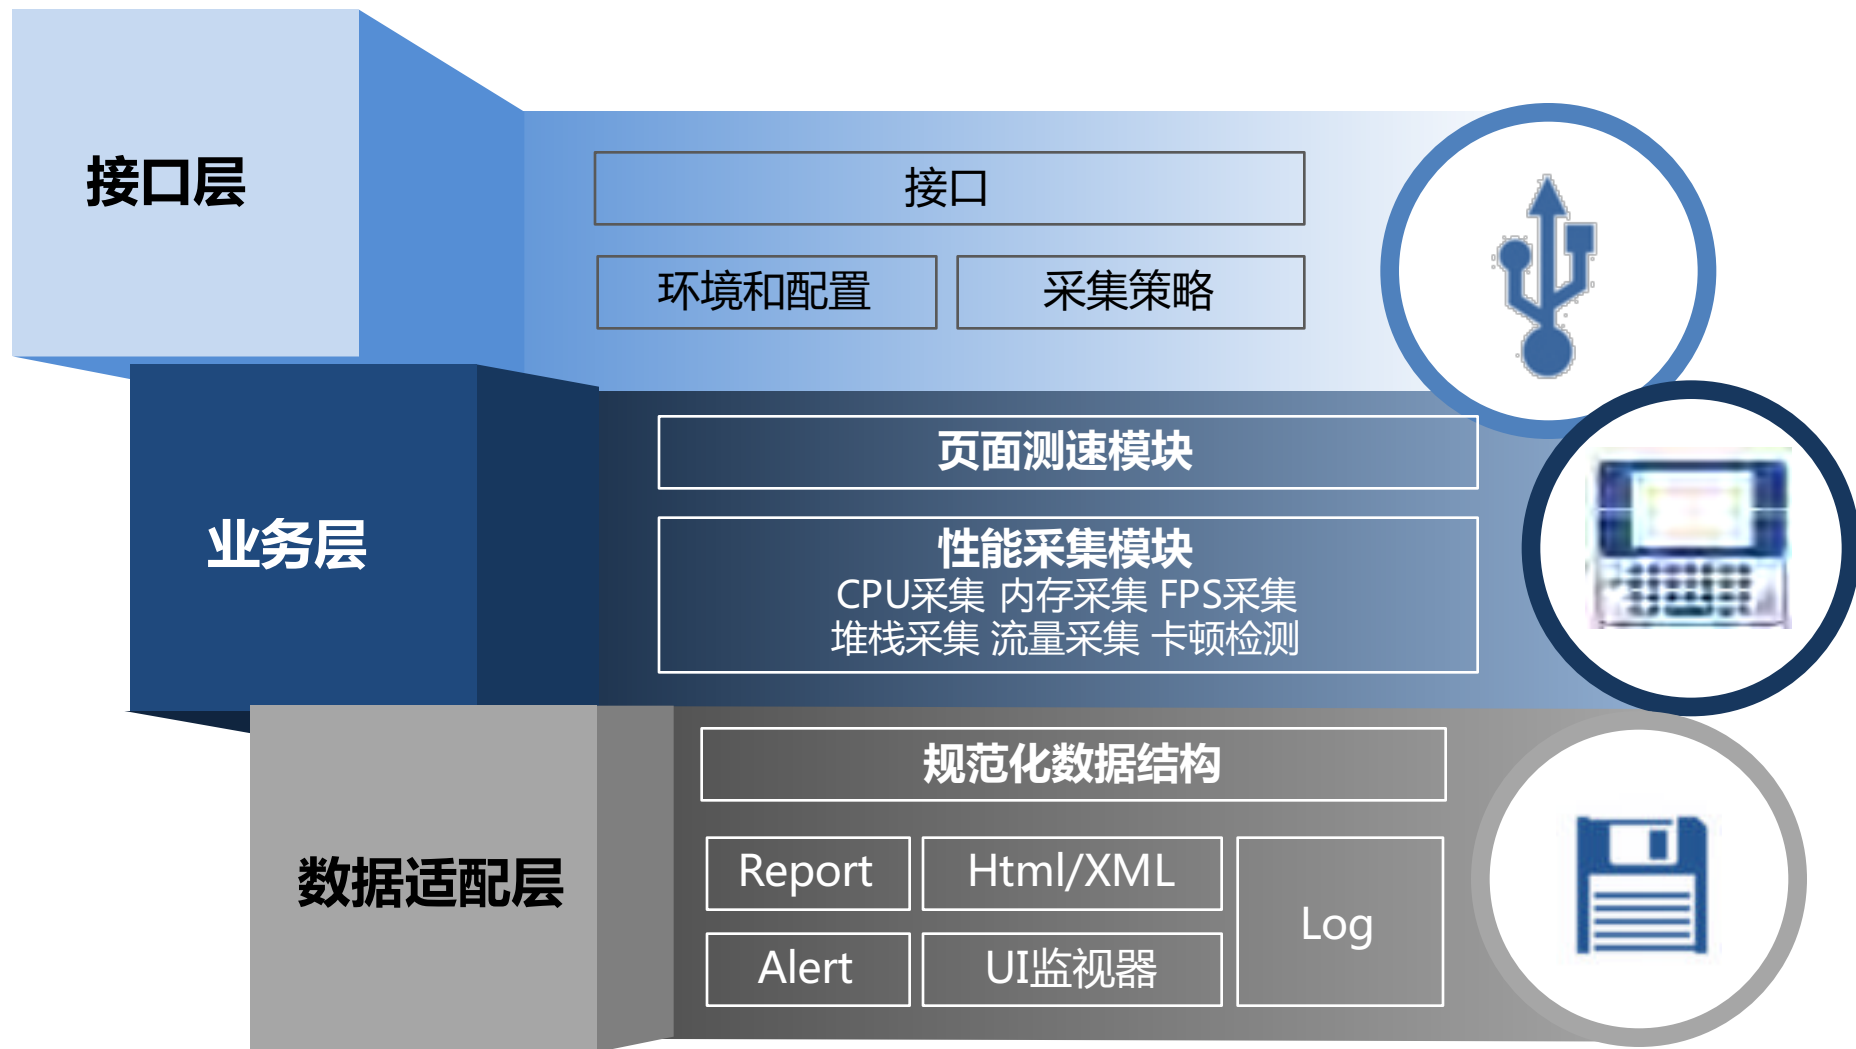 接口层
接口
环境和配置
采集策略
业务层
页面测速模块
性能采集模块
CPU采集 内存采集 FPS采集
堆栈采集 流量采集 卡顿检测
数据适配层
规范化数据结构
Report
Html/XML
Log
Alert
UI监视器